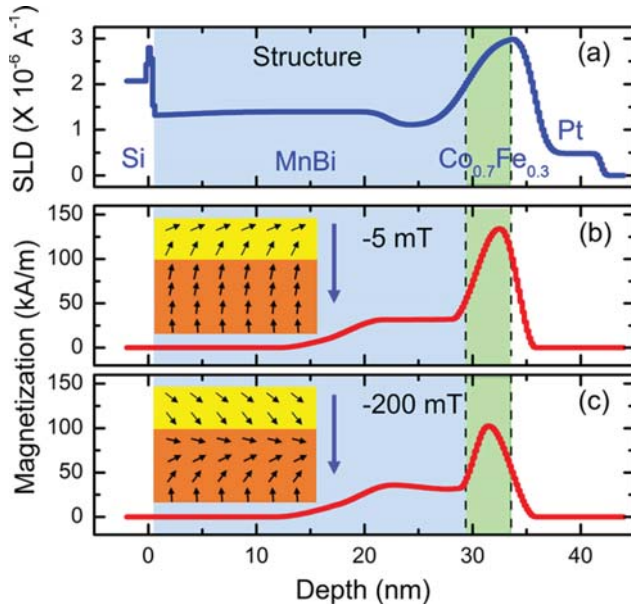 3
2
1
0
SLD (X 10⁻⁶ A⁻¹)
Structure
(a)
Si
MnBi
Co₀.₇Fe₀.₃
Pt
150
100
50
0
-5 mT
(b)
Magnetization (kA/m)
150
100
50
0
-200 mT
(c)
0 10 20 30 40
Depth (nm)